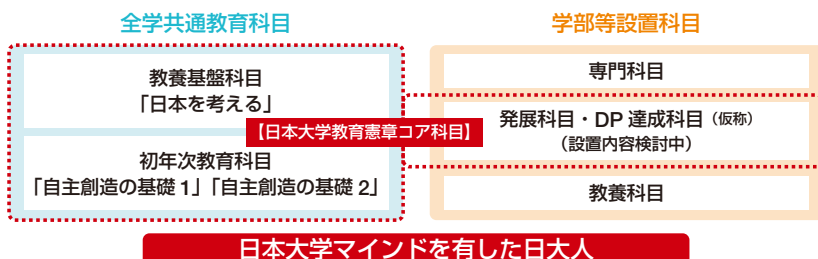 全学共通教育科目
教養基盤科目
「日本を考える」
初年次教育科目
「自主創造の基礎1」「自主創造の基礎2」
【日本大学教育憲章コア科目】
学部等設置科目
専門科目
発展科目・DP達成科目（仮称）
（設置内容検討中）
教養科目
日本大学マインドを有した日大人